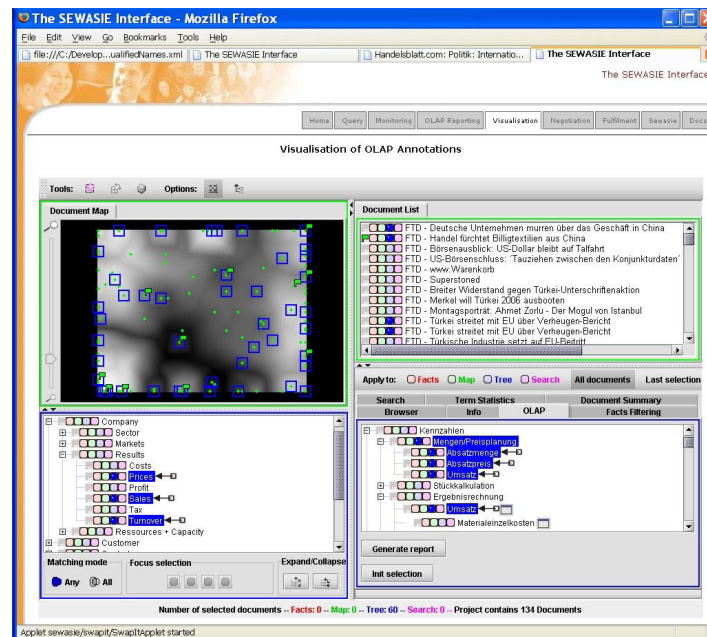 The SEWASIE Interface - Mozilla Firefox
File Edit View Go Bookmarks Tools Help
file:///C:/Develop...ualifiedNames.xml The SEWASIE Interface Handelsblatt.com: Politik: Internatio... The SEWASIE Interface
The SEWASIE Interface
Home Query Monitoring OLAP Reporting Visualisation Negotiation Fulfilment Sewasie Docs
Visualisation of OLAP Annotations
Tools: Options:
Document Map
Document List
FTD - Deutsche Unternehmen murren über das Geschäft in China
FTD - Handel fürchtet Billigtextilien aus China
FTD - Börsenausblick: US-Dollar bleibt auf Talfahrt
FTD - US-Börsenschluss: 'Tauziehen zwischen den Konjunkturdaten'
FTD - www.Warenkorb
FTD - Superstoned
FTD - Breiter Widerstand gegen Türkei-Unterschriftenaktion
FTD - Merkel will Türkei 2006 ausbooten
FTD - Montagsporträt: Ahmet Zorlu - Der Mogul von Istanbul
FTD - Türkei streitet mit EU über Verheugen-Bericht
FTD - Türkei streitet mit EU über Verheugen-Bericht
FTD - Türkische Industrie setzt auf EU-Beitritt
Apply to: Facts Map Tree Search All documents Last selection
Search Term Statistics Document Summary
Browser Info OLAP Facts Filtering
Company
Sector
Markets
Results
Costs
Prices
Profit
Sales
Tax
Turnover
Ressources + Capacity
Customer
Kennzahlen
Mengen/Preisplanung
Absatzmenge
Absatzpreis
Umsatz
Stückkalkulation
Ergebnisrechnung
Umsatz
Materialeinzelkosten
Matching mode Focus selection Expand/Collapse
Any All
Generate report
Init selection
Number of selected documents -- Facts: 0 -- Map: 0 -- Tree: 60 -- Search: 0 -- Project contains 134 Documents
Applet sewasie/swapit/SwapItApplet started